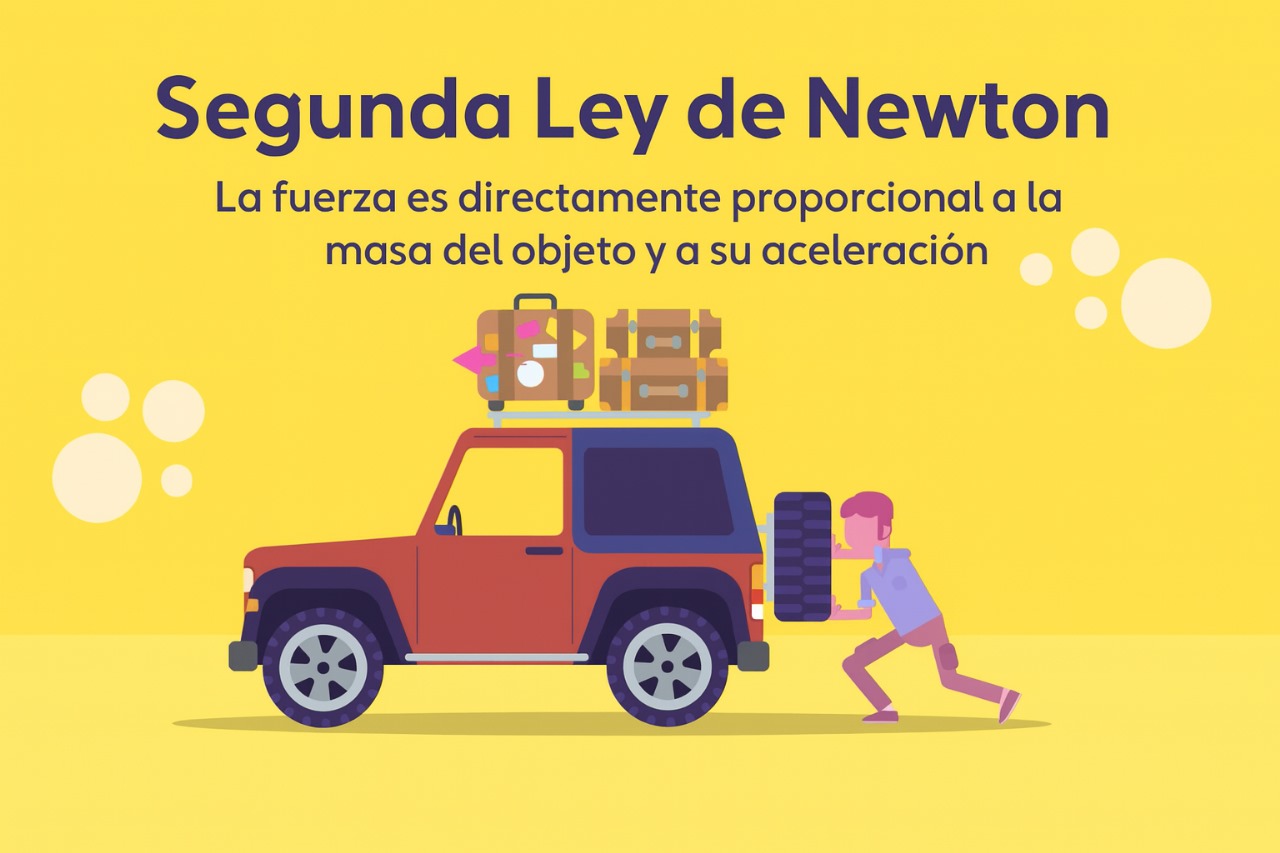 Segunda Ley de Newton
La fuerza es directamente proporcional a la
masa del objeto y a su aceleración